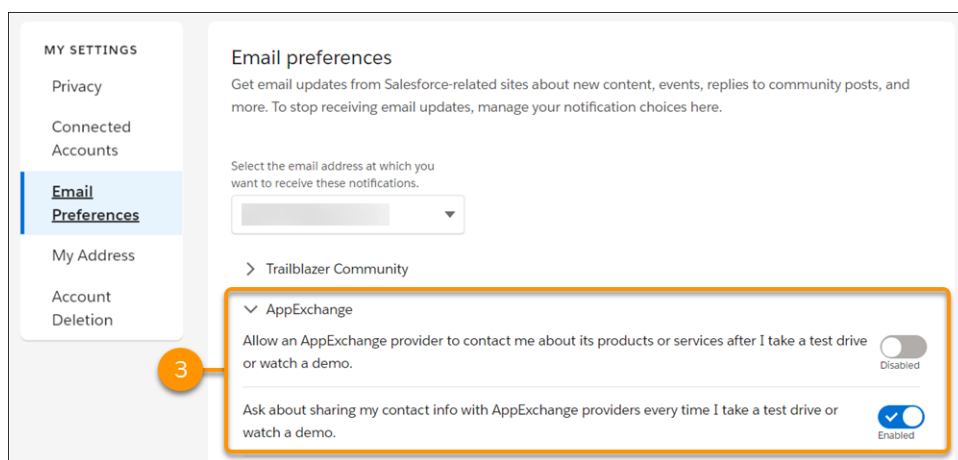 MY SETTINGS
Privacy
Connected
Accounts
Email
Preferences
My Address
Account
Deletion
Email preferences
Get email updates from Salesforce-related sites about new content, events, replies to community posts, and
more. To stop receiving email updates, manage your notification choices here.
Select the email address at which you
want to receive these notifications.
Trailblazer Community
AppExchange
Allow an AppExchange provider to contact me about its products or services after I take a test drive
or watch a demo.
Disabled
3
Ask about sharing my contact info with AppExchange providers every time I take a test drive or
watch a demo.
Enabled